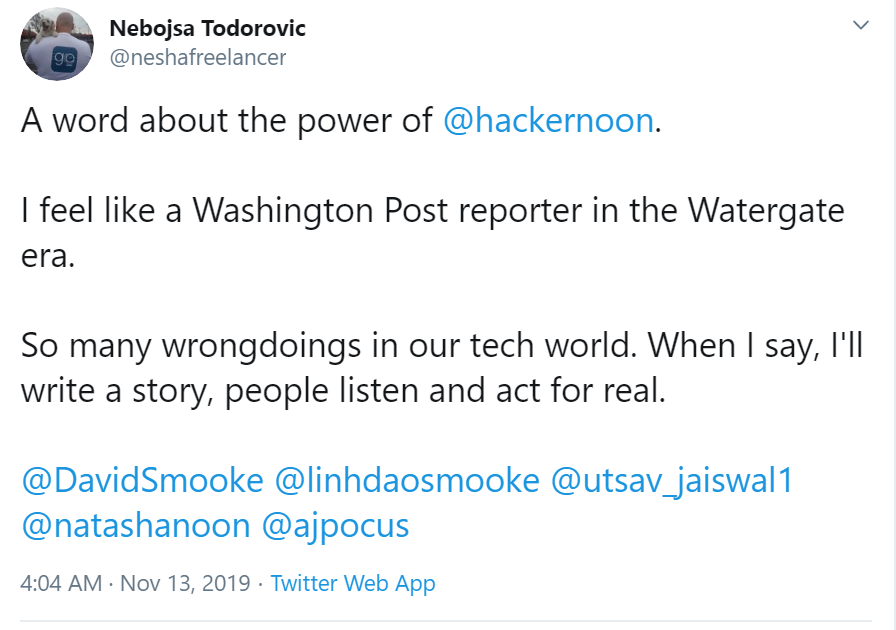 Nebojsa Todorovic
@neshafreelancer
A word about the power of @hackernoon.
I feel like a Washington Post reporter in the Watergate
era.
So many wrongdoings in our tech world. When I say, I'll
write a story, people listen and act for real.
@DavidSmooke @linhdaosmooke @utsav_jaiswal1
@natashanoon @ajpocus
4:04 AM · Nov 13, 2019 · Twitter Web App